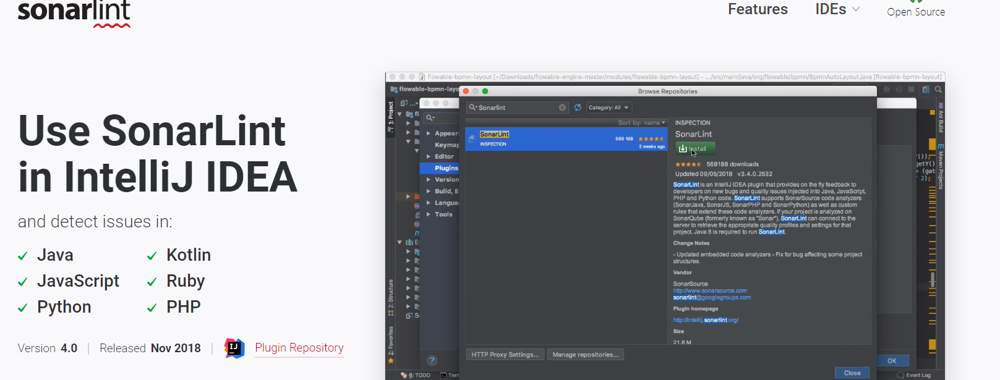 sonarlint
Features
IDEs
Open Source
Use SonarLint
in IntelliJ IDEA
and detect issues in:
Java
Kotlin
JavaScript
Ruby
Python
PHP
Version 4.0
Released Nov 2018
IJ
Plugin Repository
flowable-bpmn-layout [~/Downloads/flowable-engine-master/modules/flowable-bpmn-layout] - .../src/main/java/org/flowable/bpmn/BpmnAutoLayout.java [flowable-bpmn-layout]
flowable-bpmn-layo
Browse Repositories
1: Project
Sonarlint
Category: All
Sort by: name
SonarLint
INSPECTION
569 188
2 weeks ago
Appear
Keymap
Editor
Plugins
Version
Build, E
Langua
Tools
INSPECTION
SonarLint
Install
569188 downloads
Updated 09/05/2018 v3.4.0.2532
SonarLint is an IntelliJ IDEA plugin that provides on the fly feedback to
developers on new bugs and quality issues injected into Java, JavaScript,
PHP and Python code. SonarLint supports SonarSource code analyzers
(SonarJava, SonarJS, SonarPHP and SonarPython) as well as custom
rules that extend these code analyzers. If your project is analyzed on
SonarQube (formerly known as "Sonar"), SonarLint can connect to the
server to retrieve the appropriate quality profiles and settings for that
project. Java 8 is required to run SonarLint.
Change Notes
- Updated embedded code analyzers - Fix for bug affecting some project
structures.
Vendor
SonarSource
http://www.sonarsource.com
sonarlint@googlegroups.com
Plugin homepage
http://intellij.sonarlint.org/
Size
21.8 M
HTTP Proxy Settings...
Manage repositories...
OK
Close
Ant Build
m
Maven Projects
7: Structure
2: Favorites
6: TODO
Term
Event Log